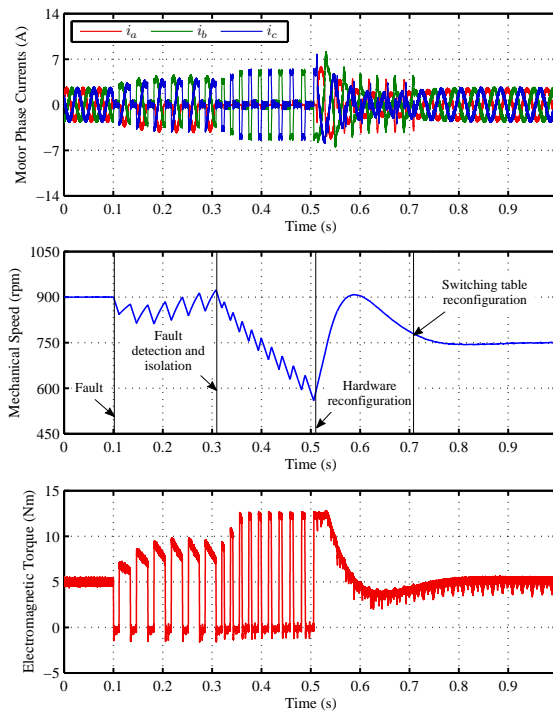 14
7
0
−7
−14
Motor Phase Currents (A)
i_a i_b i_c
0 0.1 0.2 0.3 0.4 0.5 0.6 0.7 0.8 0.9
Time (s)
1050
900
750
600
450
Mechanical Speed (rpm)
Fault
Fault
detection and
isolation
Hardware
reconfiguration
Switching table
reconfiguration
0 0.1 0.2 0.3 0.4 0.5 0.6 0.7 0.8 0.9
Time (s)
15
10
5
0
−5
Electromagnetic Torque (Nm)
0 0.1 0.2 0.3 0.4 0.5 0.6 0.7 0.8 0.9
Time (s)